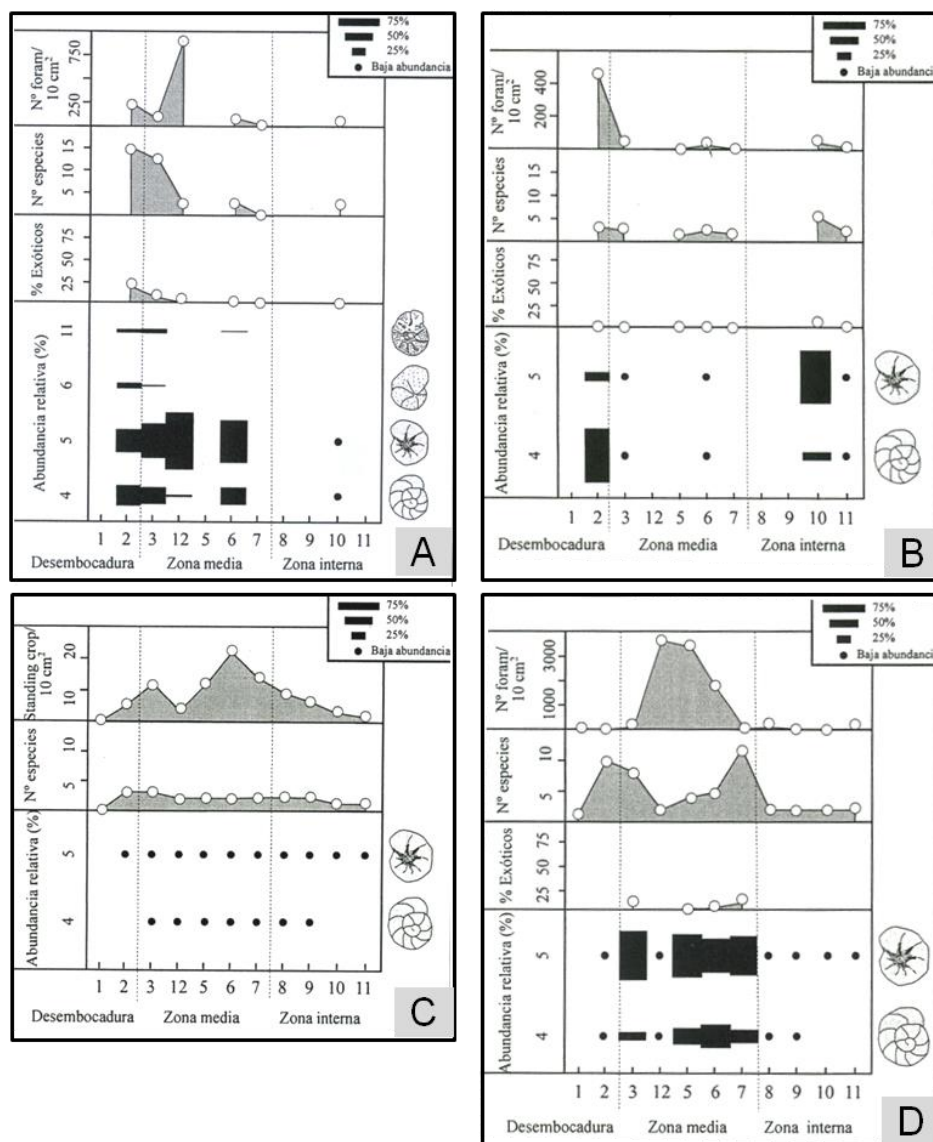 75%
50%
25%
Baja abundancia
Nº foram/
10 cm²
750
250
Nº especies
15
10
5
% Exóticos
75
50
25
Abundancia relativa (%)
11
6
5
4
1 2 3 12 5 6 7 8 9 10 11
Desembocadura Zona media Zona interna
A
75%
50%
25%
Baja abundancia
Nº foram/
10 cm²
400
200
Nº especies
15
10
5
% Exóticos
75
50
25
Abundancia relativa (%)
5
4
1 2 3 12 5 6 7 8 9 10 11
Desembocadura Zona media Zona interna
B
75%
50%
25%
Baja abundancia
Standing crop/
10 cm²
20
10
Nº especies
10
5
Abundancia relativa (%)
5
4
1 2 3 12 5 6 7 8 9 10 11
Desembocadura Zona media Zona interna
C
75%
50%
25%
Baja abundancia
Nº foram/
10 cm²
3000
1000
Nº especies
10
5
% Exóticos
75
50
25
Abundancia relativa (%)
5
4
1 2 3 12 5 6 7 8 9 10 11
Desembocadura Zona media Zona interna
D